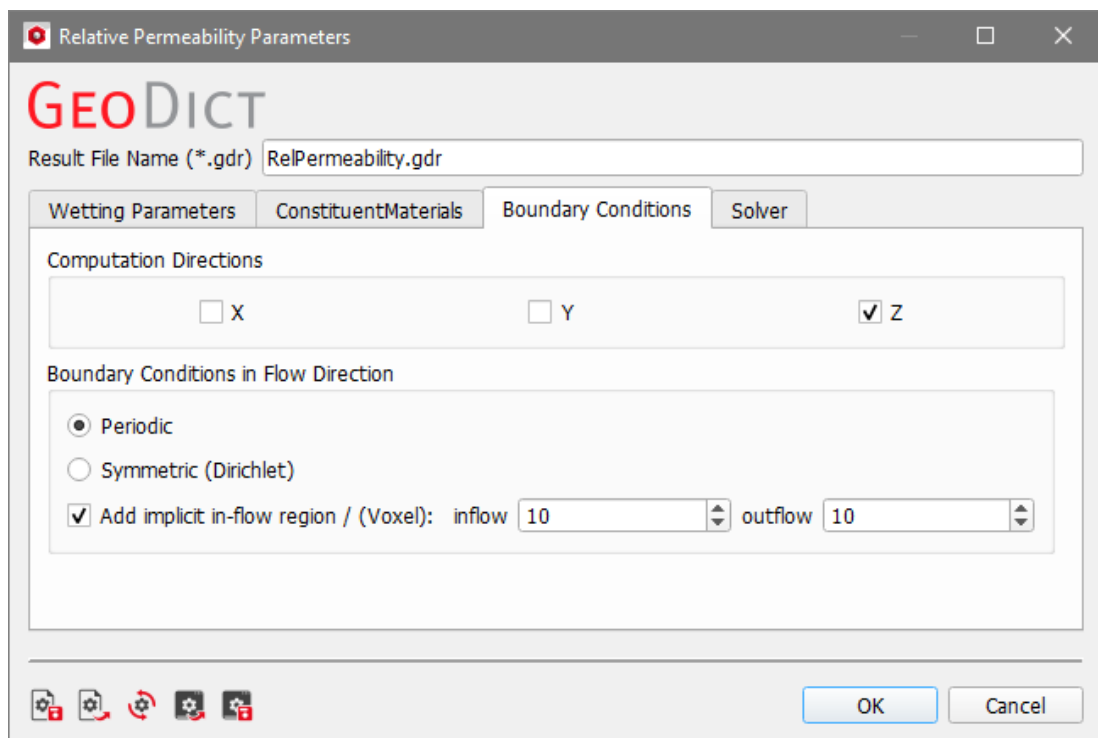 Relative Permeability Parameters
GEODICT
Result File Name (*.gdr) RelPermeability.gdr
Wetting Parameters ConstituentMaterials Boundary Conditions Solver
Computation Directions
X Y Z
Boundary Conditions in Flow Direction
Periodic
Symmetric (Dirichlet)
Add implicit in-flow region / (Voxel): inflow 10 outflow 10
OK Cancel